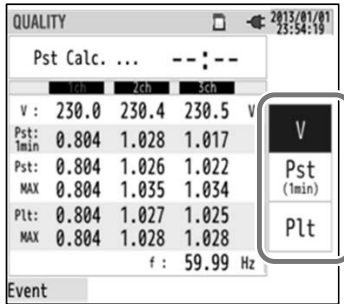 QUALITY 2013/01/01
23:54:19
Pst Calc. ... --:--
1ch 2ch 3ch
V : 230.0 230.4 230.5 V
Pst:
1min 0.804 1.028 1.017
Pst: 0.804 1.026 1.022
MAX 0.804 1.035 1.034
Plt: 0.804 1.027 1.025
MAX 0.804 1.028 1.028
f : 59.99 Hz
V
Pst
(1min)
Plt
Event